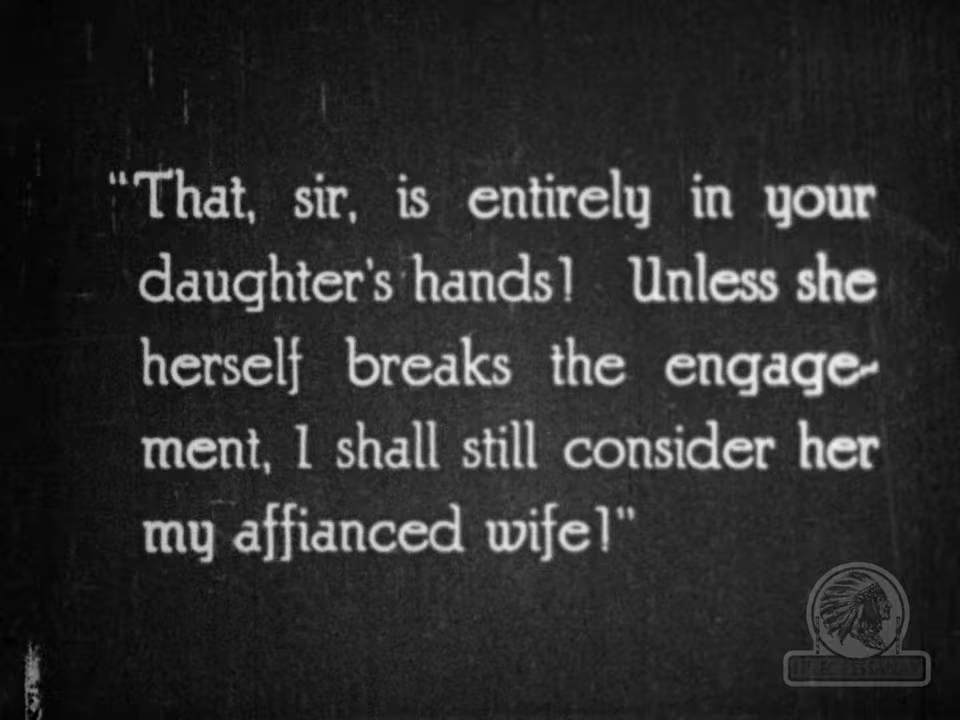 "That, sir, is entirely in your
daughter's hands! Unless she
herself breaks the engage-
ment, I shall still consider her
my affianced wife!"